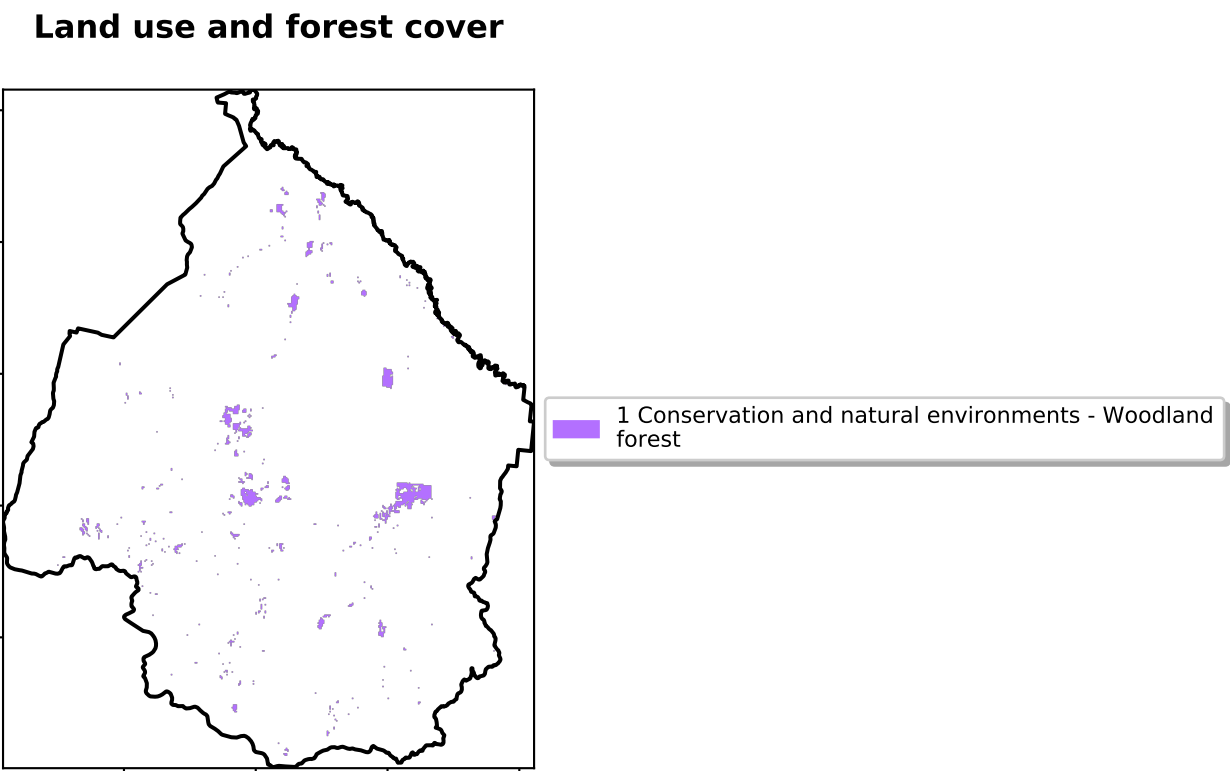 Land use and forest cover
1 Conservation and natural environments - Woodland
forest